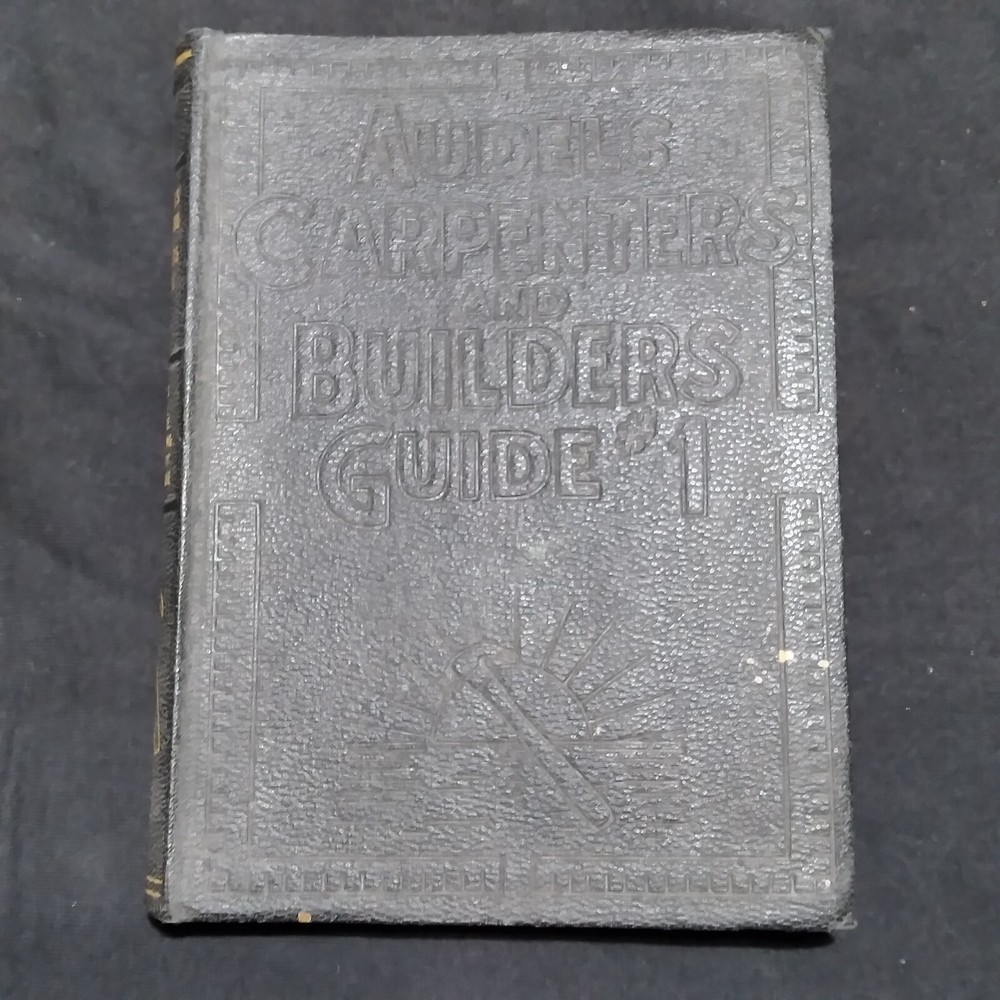 AUDELS
CARPENTERS
AND
BUILDERS
GUIDE #1